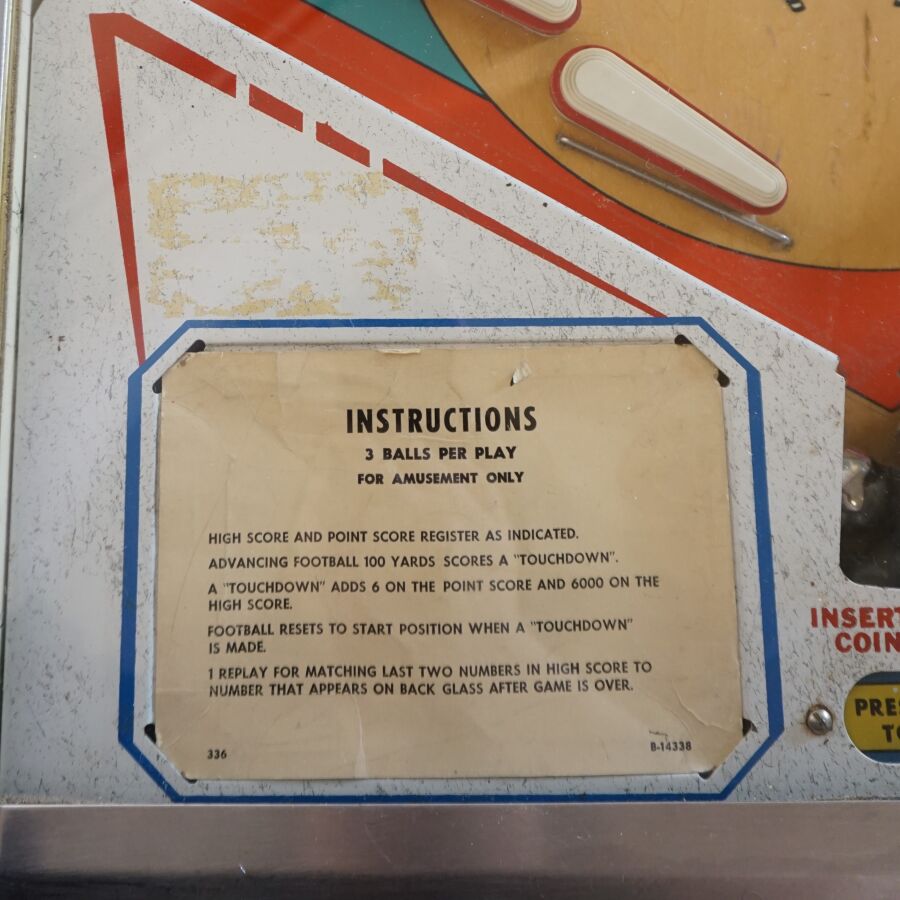 INSTRUCTIONS
3 BALLS PER PLAY
FOR AMUSEMENT ONLY
HIGH SCORE AND POINT SCORE REGISTER AS INDICATED.
ADVANCING FOOTBALL 100 YARDS SCORES A "TOUCHDOWN".
A "TOUCHDOWN" ADDS 6 ON THE POINT SCORE AND 6000 ON THE
HIGH SCORE.
FOOTBALL RESETS TO START POSITION WHEN A "TOUCHDOWN"
IS MADE.
1 REPLAY FOR MATCHING LAST TWO NUMBERS IN HIGH SCORE TO
NUMBER THAT APPEARS ON BACK GLASS AFTER GAME IS OVER.
336
B-14338
INSERT
COIN
PRES
TO